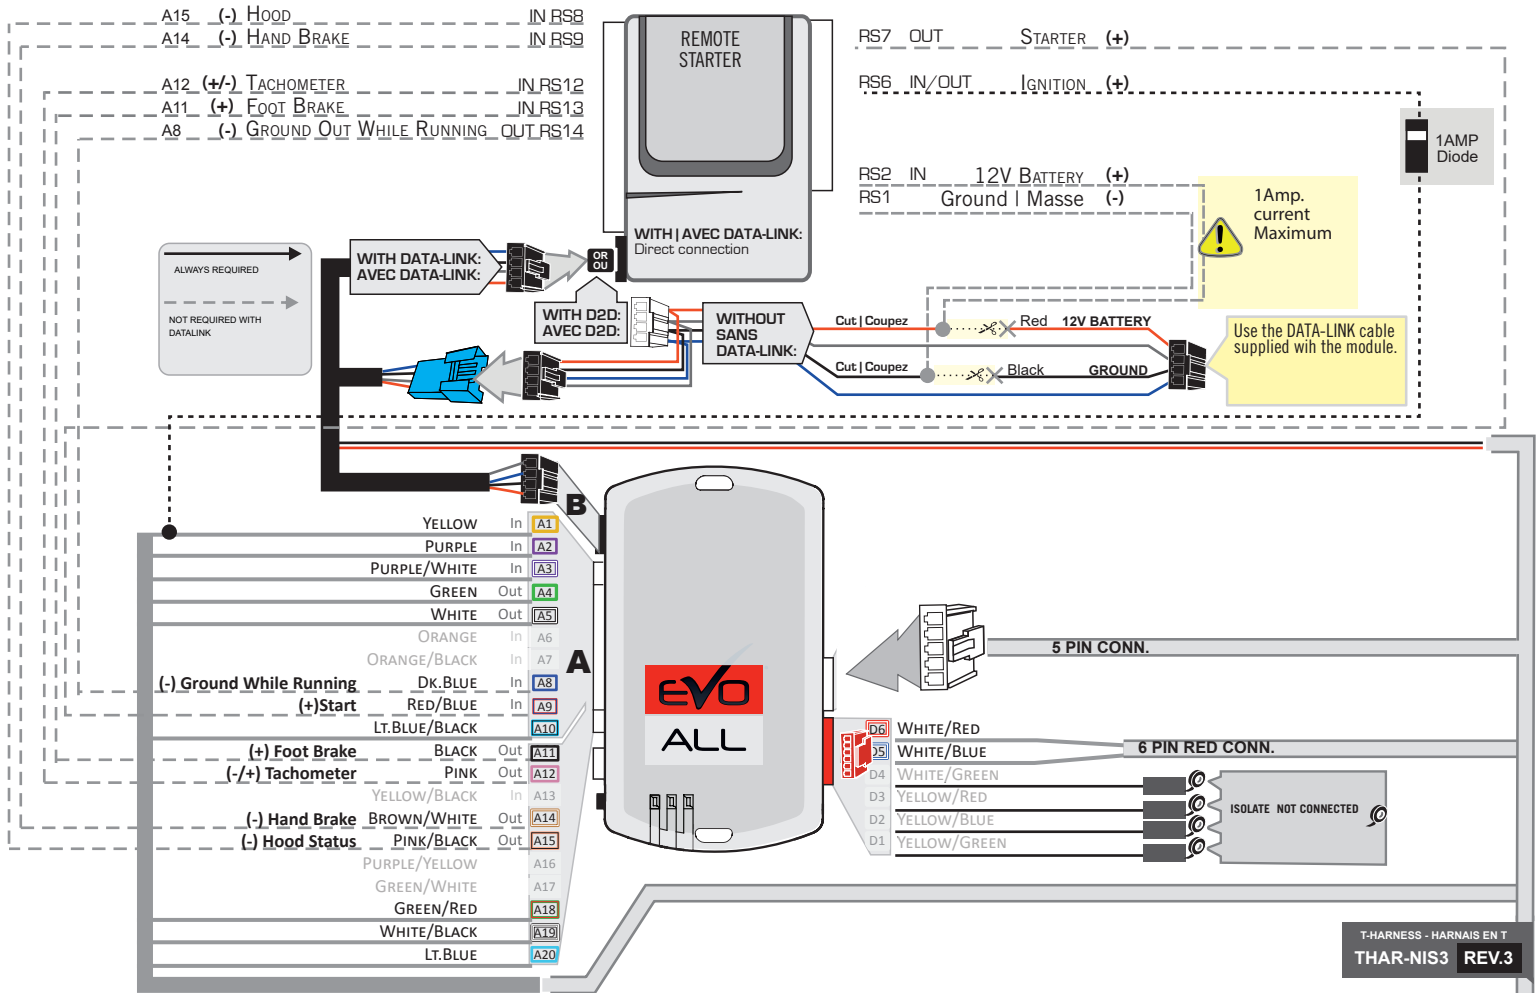 A15 (-) HOOD IN RS8
A14 (-) HAND BRAKE IN RS9
A12 (+/-) TACHOMETER IN RS12
A11 (+) FOOT BRAKE IN RS13
A8 (-) GROUND OUT WHILE RUNNING OUT RS14
REMOTE
STARTER
WITH | AVEC DATA-LINK:
Direct connection
RS7 OUT STARTER (+)
RS6 IN/OUT IGNITION (+)
1AMP
Diode
RS2 IN 12V BATTERY (+)
RS1 Ground | Masse (-)
1Amp.
current
Maximum
ALWAYS REQUIRED
NOT REQUIRED WITH
DATALINK
WITH DATA-LINK:
AVEC DATA-LINK:
OR
OU
WITH D2D:
AVEC D2D:
WITHOUT
SANS
DATA-LINK:
Cut | Coupez Red 12V BATTERY
Cut | Coupez Black GROUND
Use the DATA-LINK cable
supplied wih the module.
B
A
YELLOW In A1
PURPLE In A2
PURPLE/WHITE In A3
GREEN Out A4
WHITE Out A5
ORANGE In A6
ORANGE/BLACK In A7
(-) Ground While Running DK.BLUE In A8
(+)Start RED/BLUE In A9
LT.BLUE/BLACK A10
(+) Foot Brake BLACK Out A11
(-/+) Tachometer PINK Out A12
YELLOW/BLACK In A13
(-) Hand Brake BROWN/WHITE Out A14
(-) Hood Status PINK/BLACK Out A15
PURPLE/YELLOW A16
GREEN/WHITE A17
GREEN/RED A18
WHITE/BLACK A19
LT.BLUE A20
EVO
ALL
5 PIN CONN.
D6 WHITE/RED
D5 WHITE/BLUE
6 PIN RED CONN.
D4 WHITE/GREEN
D3 YELLOW/RED
D2 YELLOW/BLUE
D1 YELLOW/GREEN
ISOLATE NOT CONNECTED
T-HARNESS - HARNAIS EN T
THAR-NIS3 REV.3